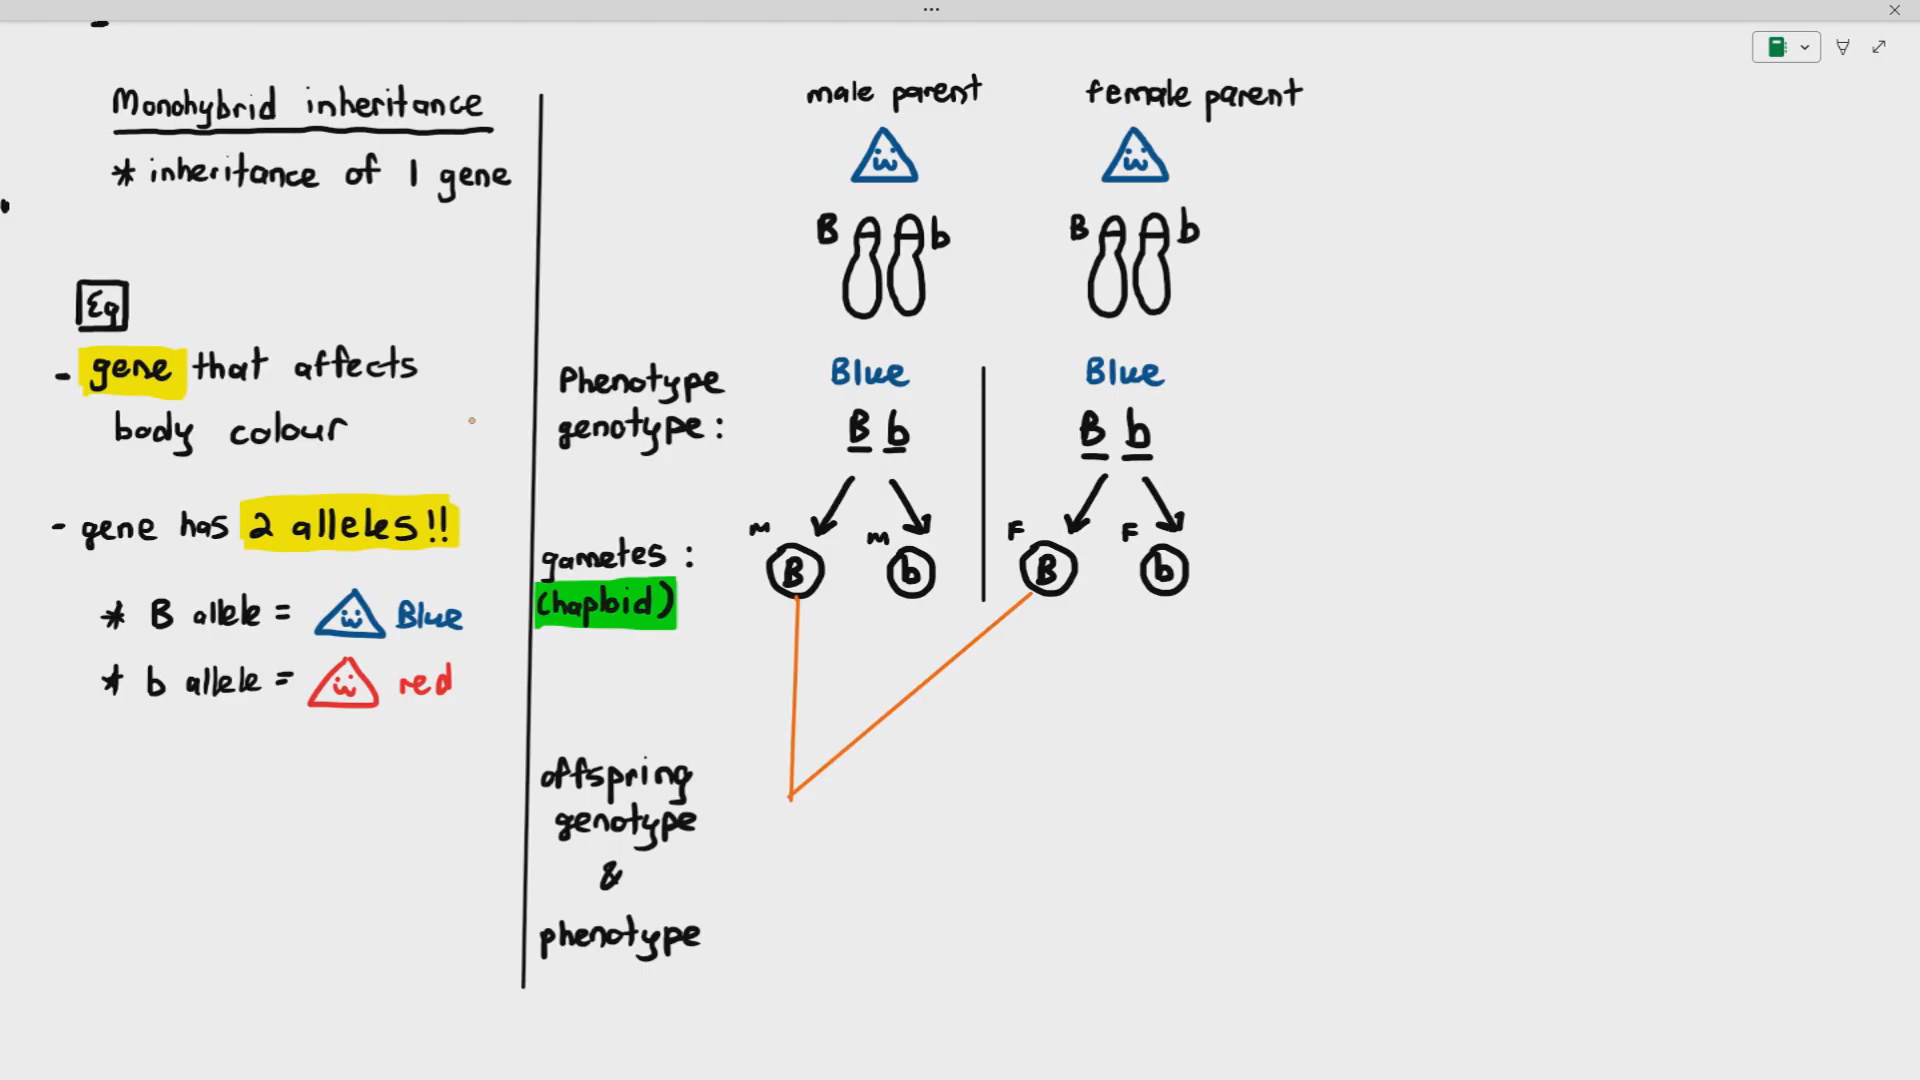 Monohybrid inheritance
* inheritance of 1 gene
Eg
- gene that affects
body colour
- gene has 2 alleles!!
* B allele = Blue
* b allele = red
male parent female parent
B b B b
Phenotype Blue Blue
genotype: B b B b
M M F F
gametes: B b B b
(haploid)
offspring
genotype
&
phenotype